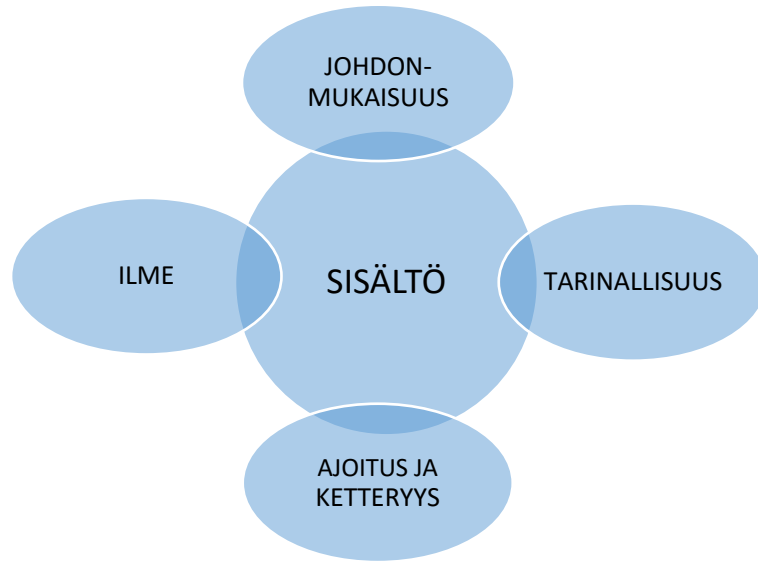 JOHDON-
MUKAISUUS
ILME
SISÄLTÖ
TARINALLISUUS
AJOITUS JA
KETTERYYS